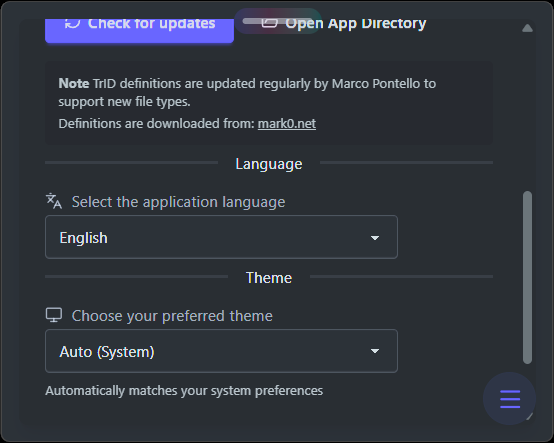 Check for updates Open App Directory
Note TrID definitions are updated regularly by Marco Pontello to
support new file types.
Definitions are downloaded from: mark0.net
Language
Select the application language
English
Theme
Choose your preferred theme
Auto (System)
Automatically matches your system preferences